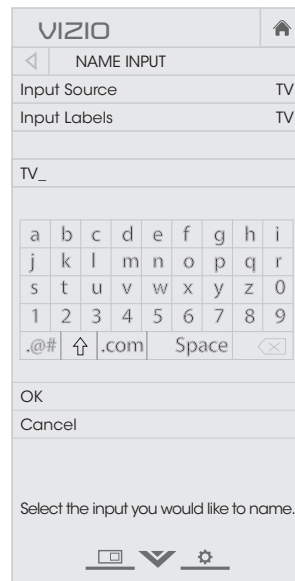 VIZIO
NAME INPUT
Input Source TV
Input Labels TV
TV_
a b c d e f g h i
j k l m n o p q r
s t u v w x y z 0
1 2 3 4 5 6 7 8 9
.@# .com Space
OK
Cancel
Select the input you would like to name.